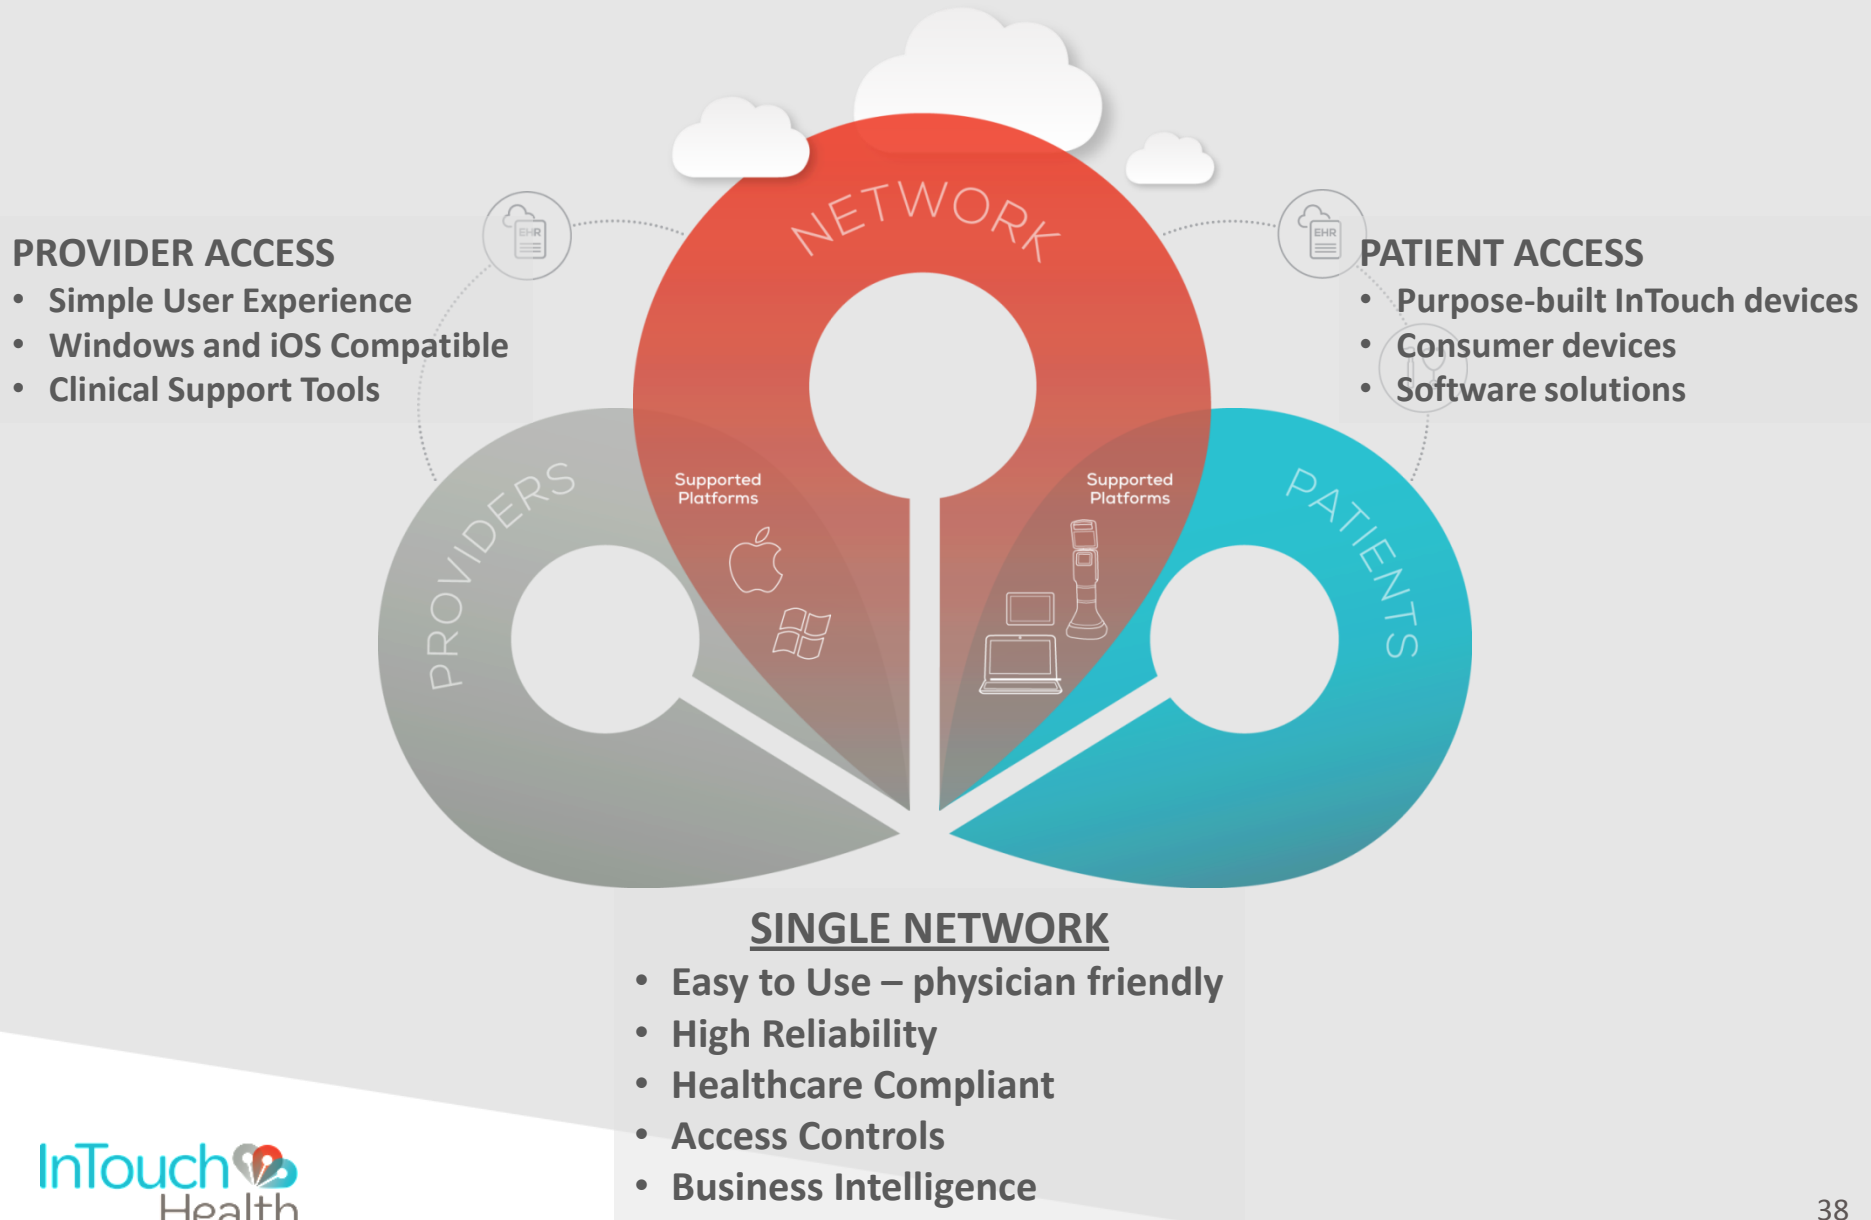 NETWORK
EHR
EHR
PROVIDER ACCESS
• Simple User Experience
• Windows and iOS Compatible
• Clinical Support Tools
PATIENT ACCESS
• Purpose-built InTouch devices
• Consumer devices
• Software solutions
PROVIDERS
Supported
Platforms
Supported
Platforms
PATIENTS
SINGLE NETWORK
• Easy to Use – physician friendly
• High Reliability
• Healthcare Compliant
• Access Controls
• Business Intelligence
InTouch
Health
38